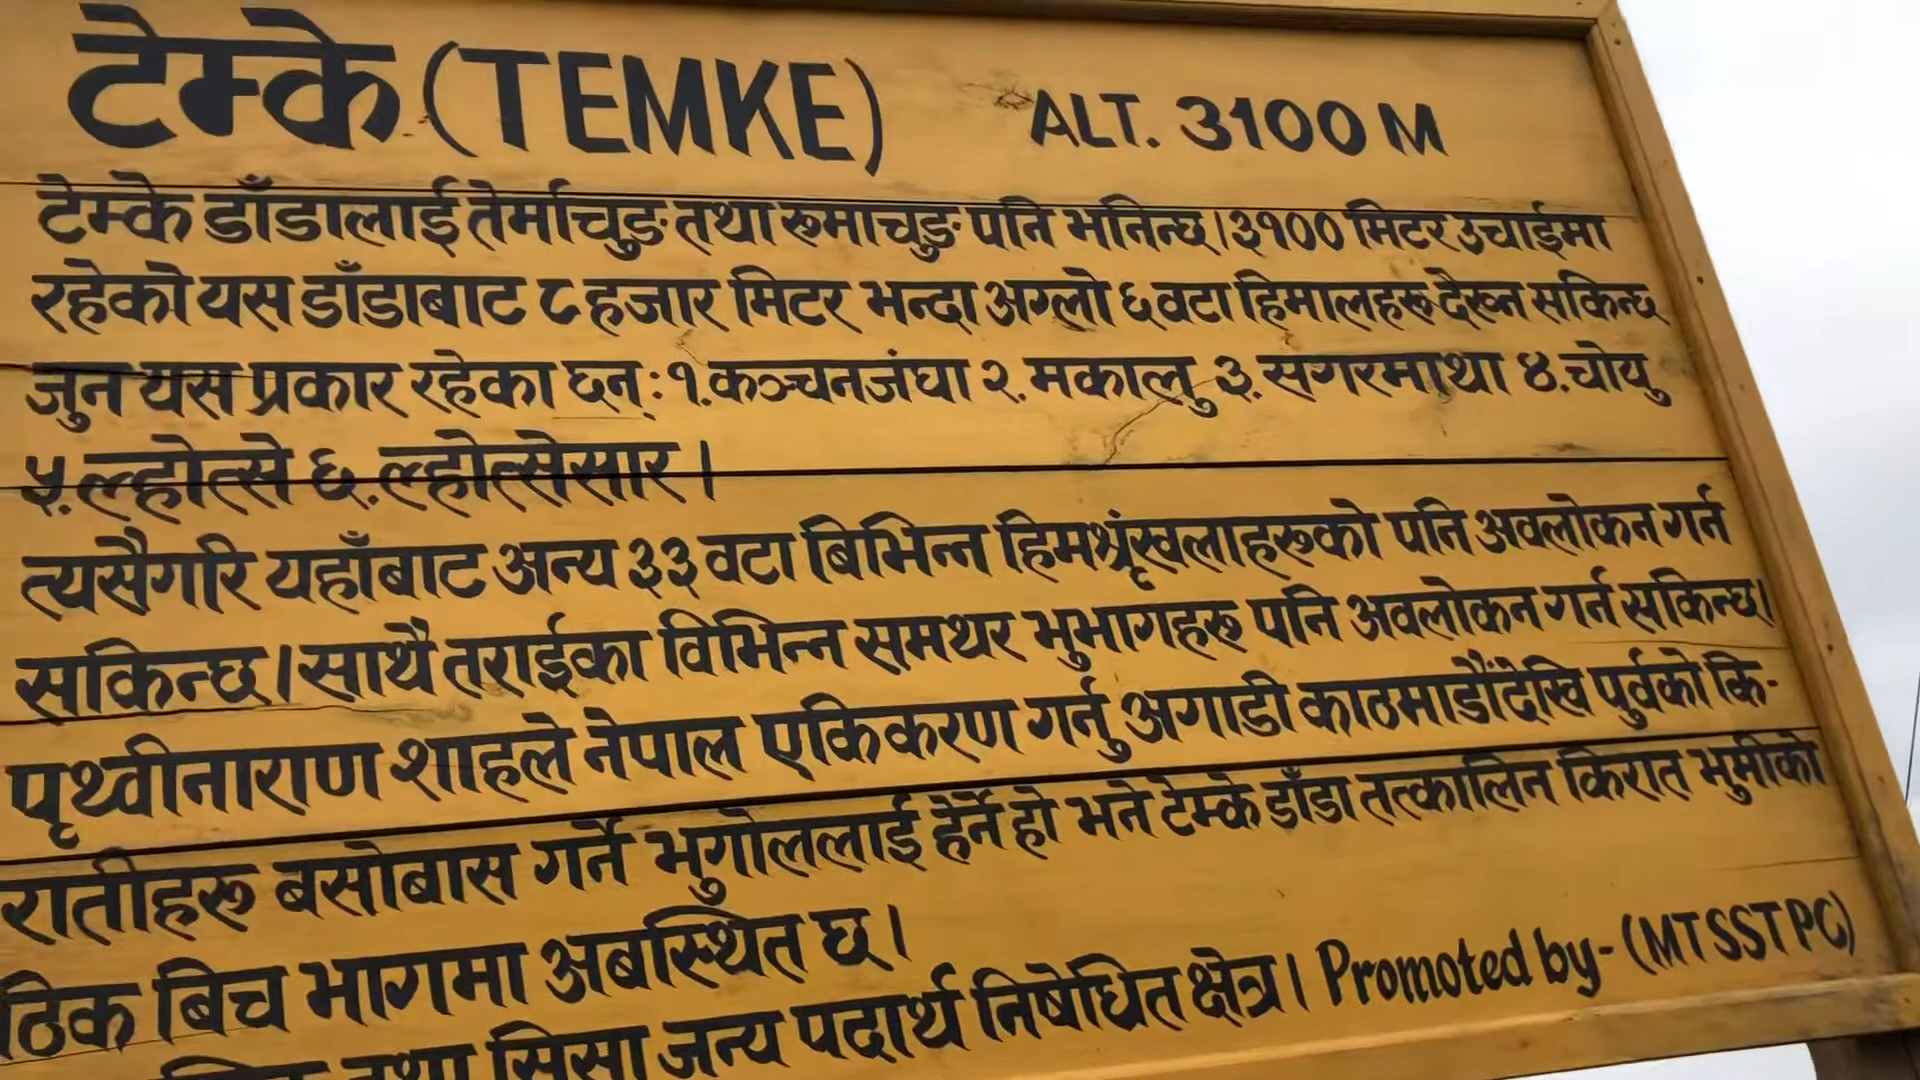 टेम्के (TEMKE) ALT. 3100 M
टेम्के डाँडालाई तेर्माचुङ तथा रूमाचुङ पनि भनिन्छ।३१०० मिटर उचाईमा
रहेको यस डाँडाबाट ८ हजार मिटर भन्दा अग्लो ६ वटा हिमालहरू देख्न सकिन्छ
जुन यस प्रकार रहेका छन् : १.कञ्चनजंघा २. मकालु ३. सगरमाथा ४.चोयु
५.ल्होत्से ६.ल्होत्सेसार।
त्यसैगरि यहाँबाट अन्य ३३ वटा बिभिन्न हिमश्रृंखलाहरूको पनि अवलोकन गर्न
सकिन्छ।साथै तराईका विभिन्न समथर भुभागहरू पनि अवलोकन गर्न सकिन्छ।
पृथ्वीनाराण शाहले नेपाल एकिकरण गर्नु अगाडी काठमाडौंदेखि पुर्वको कि-
रातीहरू बसोबास गर्ने भुगोललाई हेर्ने हो भने टेम्के डाँडा तत्कालिन किरात भुमीको
ठिक बिच भागमा अबस्थित छ।
तथा सिसा जन्य पदार्थ निषेधित क्षेत्र। Promoted by- (MTSSTPC)